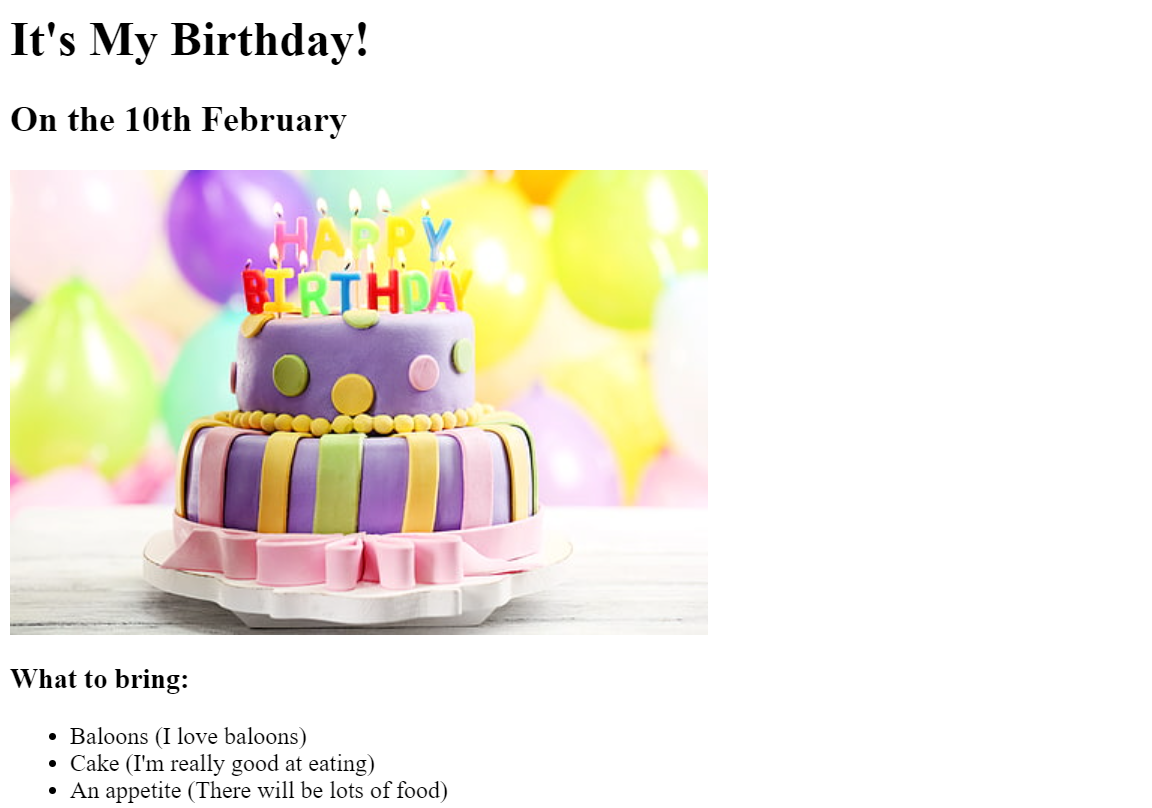 It's My Birthday!
On the 10th February
HAPPY
BIRTHDAY
What to bring:
Baloons (I love baloons)
Cake (I'm really good at eating)
An appetite (There will be lots of food)